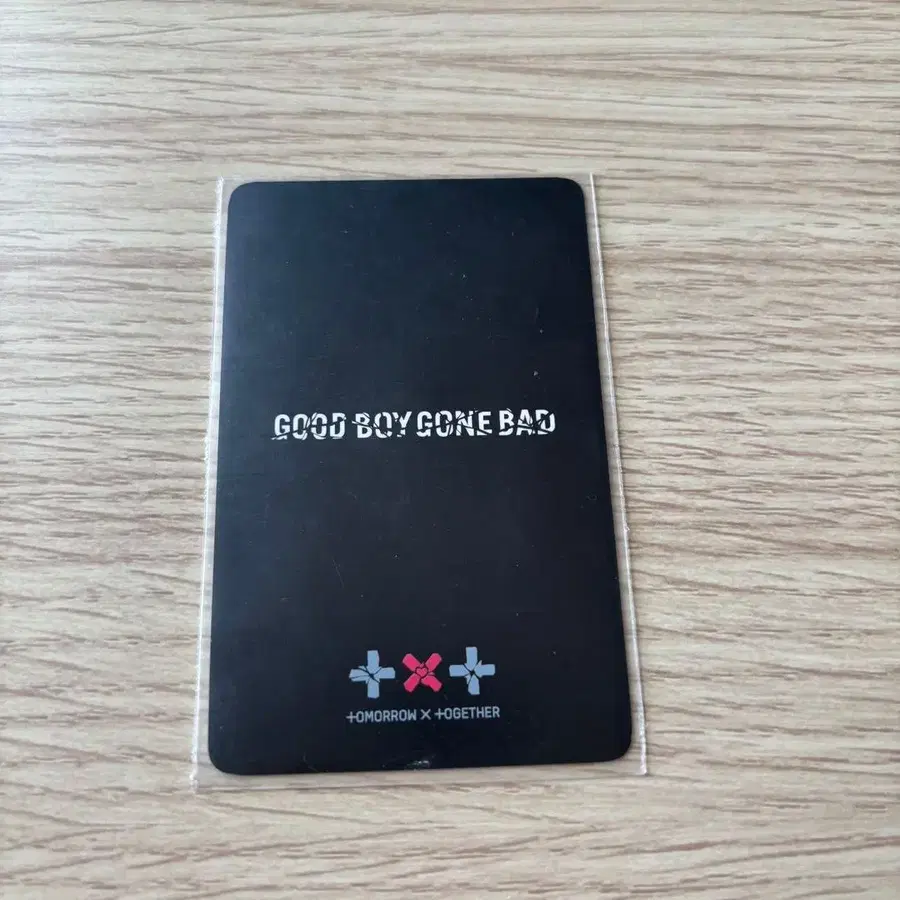 GOOD BOY GONE BAD
+×+
+OMORROW × +OGETHER